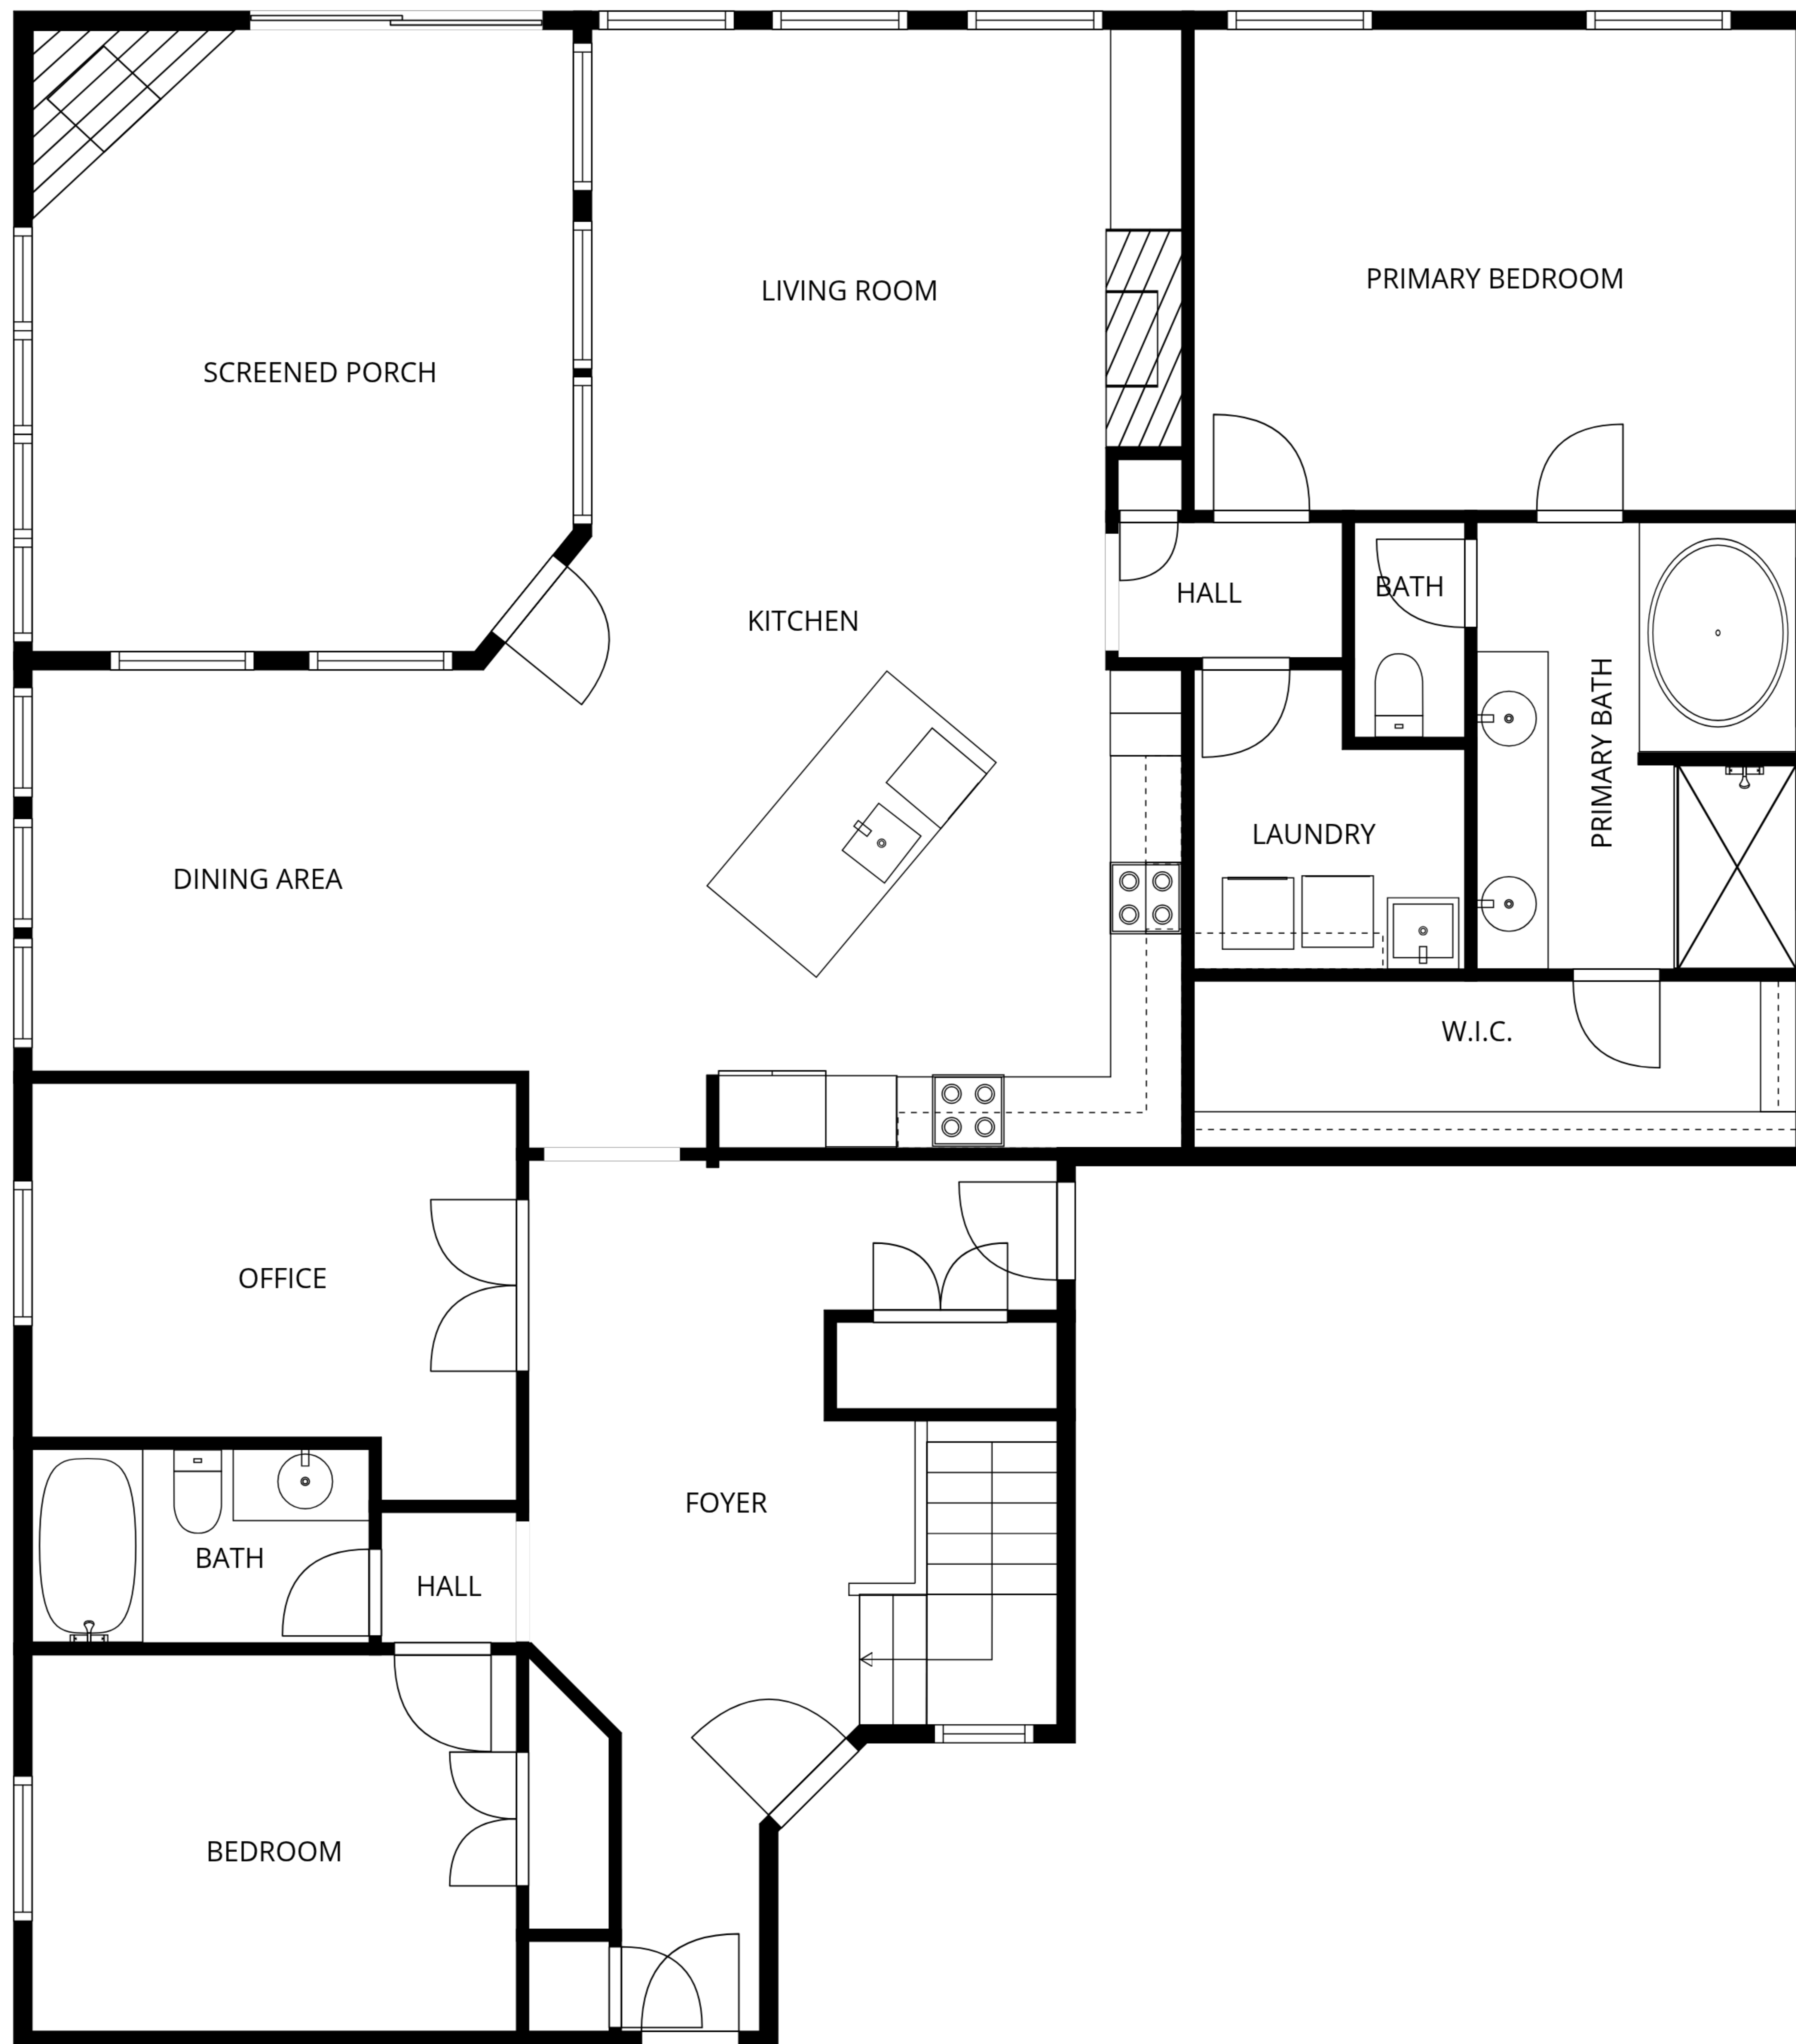 LIVING ROOM
PRIMARY BEDROOM
SCREENED PORCH
HALL
BATH
KITCHEN
PRIMARY BATH
LAUNDRY
DINING AREA
W.I.C.
OFFICE
FOYER
BATH
HALL
BEDROOM